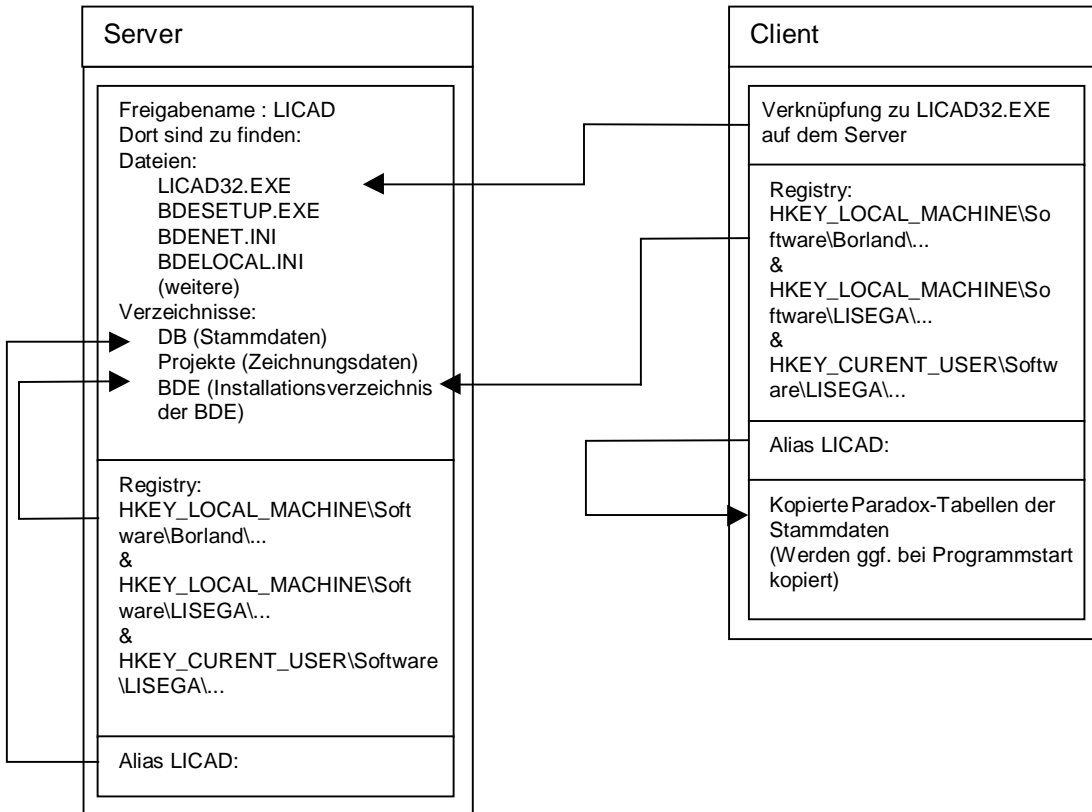 Server
Freigabename : LICAD
Dort sind zu finden:
Dateien:
LICAD32.EXE
BDESETUP.EXE
BDENET.INI
BDELOCAL.INI
(weitere)
Verzeichnisse:
DB (Stammdaten)
Projekte (Zeichnungsdaten)
BDE (Installationsverzeichnis
der BDE)
Registry:
HKEY_LOCAL_MACHINE\Soft
ware\Borland\...
&
HKEY_LOCAL_MACHINE\Soft
ware\LISEGA\...
&
HKEY_CURENT_USER\Software
\LISEGA\...
Alias LICAD:
Client
Verknüpfung zu LICAD32.EXE
auf dem Server
Registry:
HKEY_LOCAL_MACHINE\So
ftware\Borland\...
&
HKEY_LOCAL_MACHINE\So
ftware\LISEGA\...
&
HKEY_CURENT_USER\Softw
are\LISEGA\...
Alias LICAD:
Kopierte Paradox-Tabellen der
Stammdaten
(Werden ggf. bei Programmstart
kopiert)